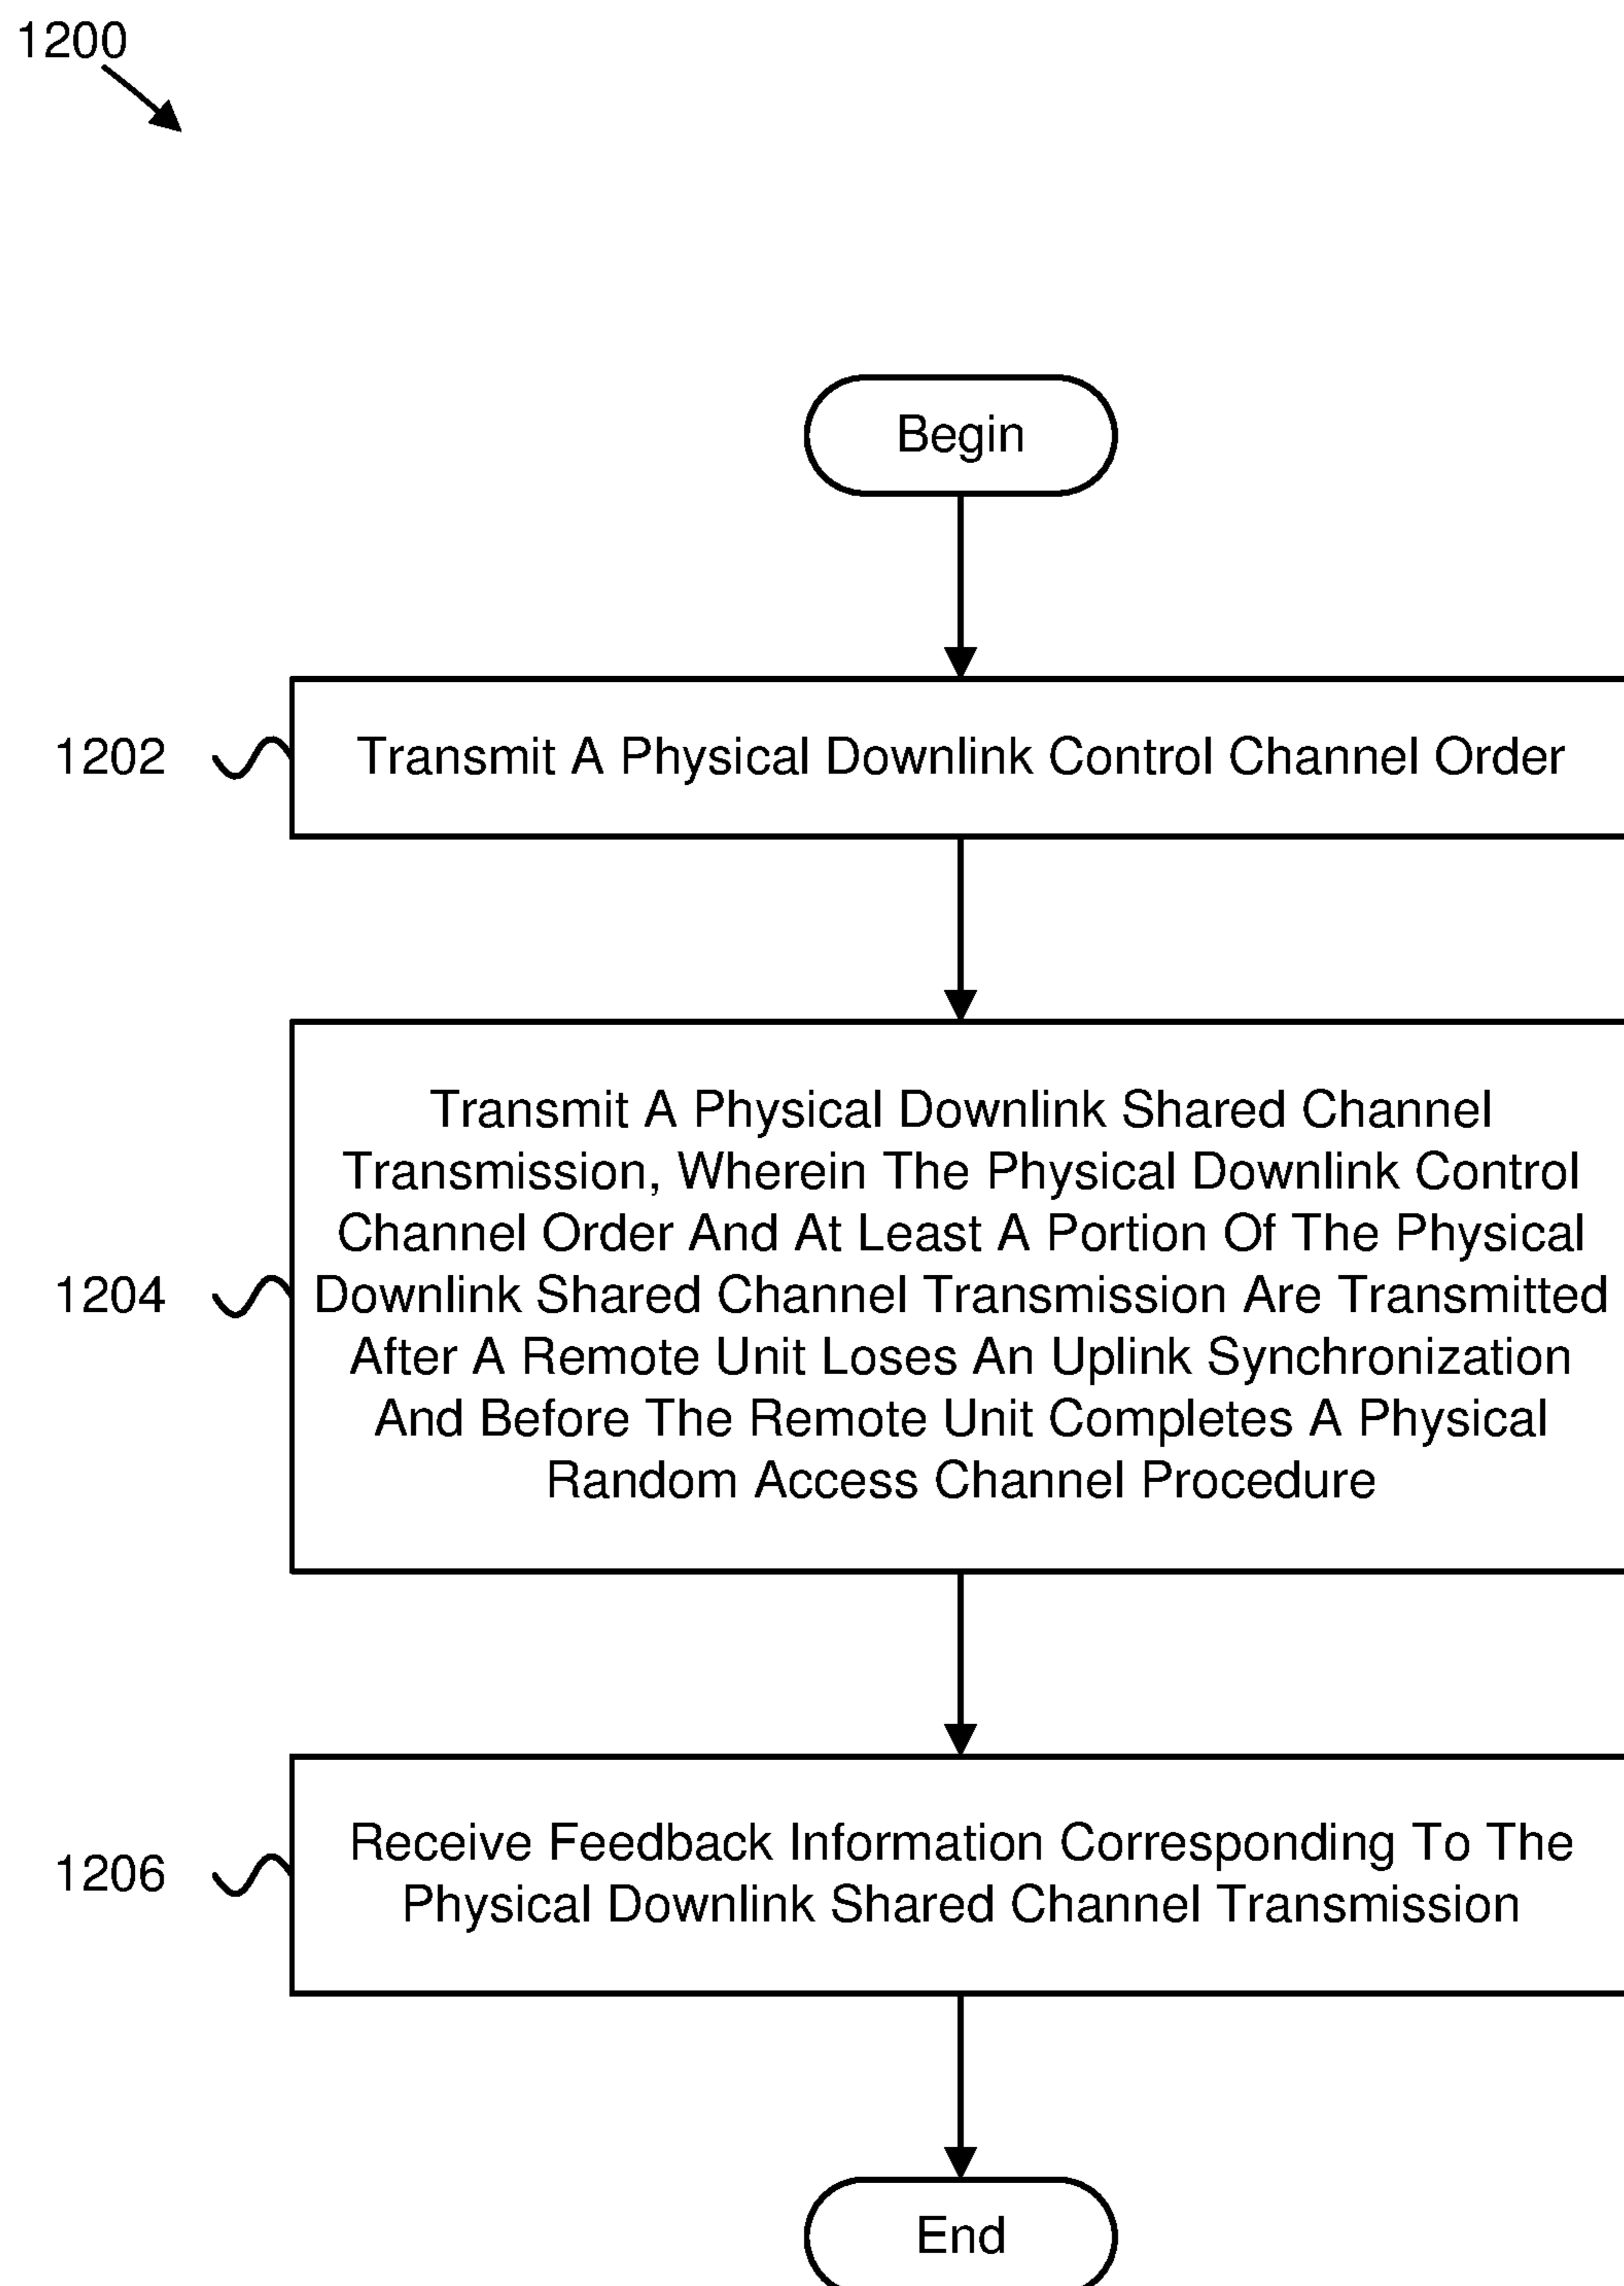 1200
Begin
1202
Transmit A Physical Downlink Control Channel Order
Transmit A Physical Downlink Shared Channel
Transmission, Wherein The Physical Downlink Control
Channel Order And At Least A Portion Of The Physical
1204
Downlink Shared Channel Transmission Are Transmitted
After A Remote Unit Loses An Uplink Synchronization
And Before The Remote Unit Completes A Physical
Random Access Channel Procedure
1206
Receive Feedback Information Corresponding To The
Physical Downlink Shared Channel Transmission
End